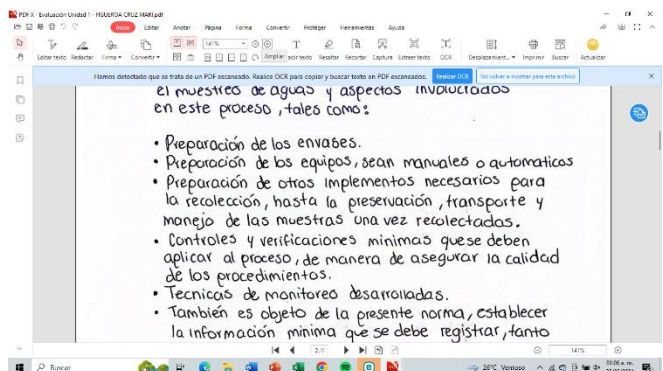 PDF X - Evaluación Unidad 1 - FIGUEROA CRUZ MARI.pdf
Inicio Editar Anotar Página Forma Convertir Proteger Herramientas Ayuda
141%
Editar texto Redactar Firma Convertir Ampliar adir texto Resaltar Recortar Captura Extraer texto OCR Desplazamient... Imprimir Buscar Actualizar
Hemos detectado que se trata de un PDF escaneado. Realice OCR para copiar y buscar texto en PDF escaneados. Realizar OCR No volver a mostrar para este archivo
el muestreo de aguas y aspectos involucrados
en este proceso, tales como:
• Preparación de los envases.
• Preparación de los equipos, sean manuales o automaticos
• Preparación de otros implementos necesarios para
la recolección, hasta la preservación, transporte y
manejo de las muestras una vez recolectadas.
• Controles y verificaciones minimas que se deben
aplicar al proceso, de manera de asegurar la calidad
de los procedimientos.
• Tecnicas de monitoreo desarrolladas.
• También es objeto de la presente norma, establecer
la información minima que se debe registrar, tanto
141%
Buscar
26°C Ventoso